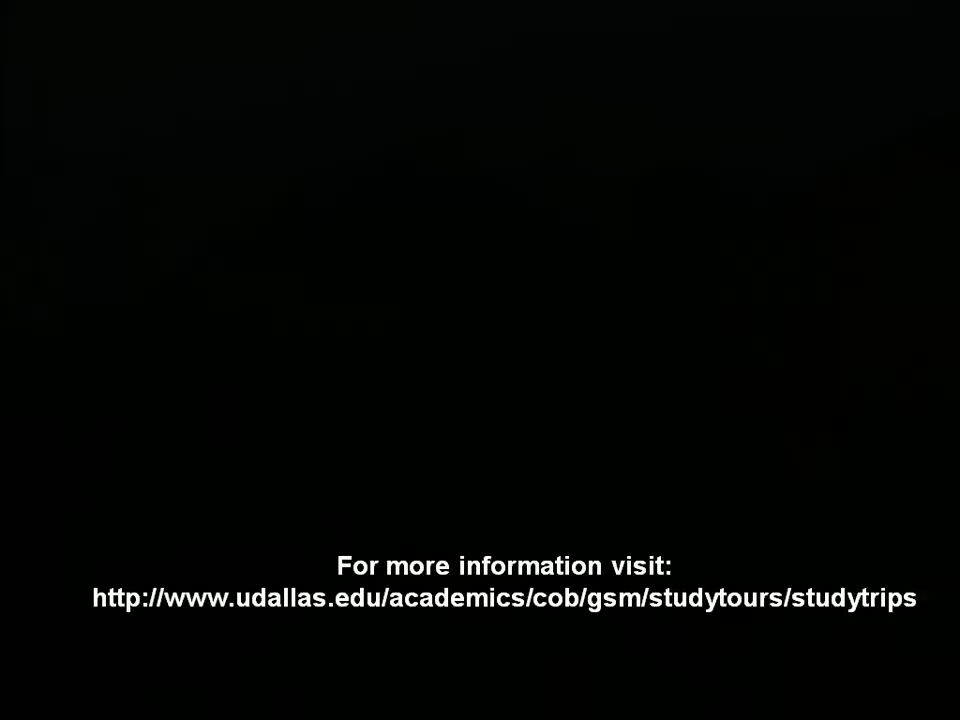 For more information visit:
http://www.udallas.edu/academics/cob/gsm/studytours/studytrips